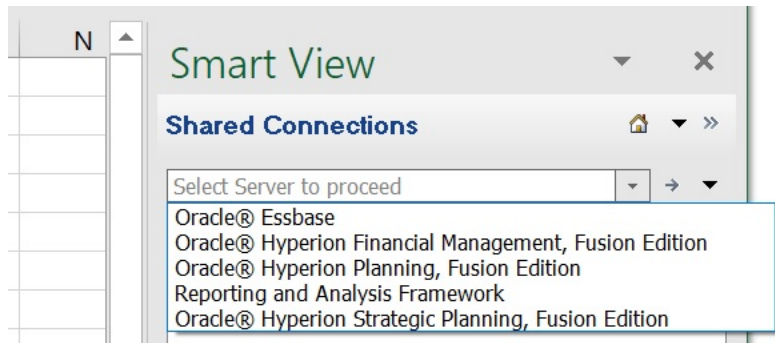 N
Smart View
Shared Connections
Select Server to proceed
Oracle® Essbase
Oracle® Hyperion Financial Management, Fusion Edition
Oracle® Hyperion Planning, Fusion Edition
Reporting and Analysis Framework
Oracle® Hyperion Strategic Planning, Fusion Edition